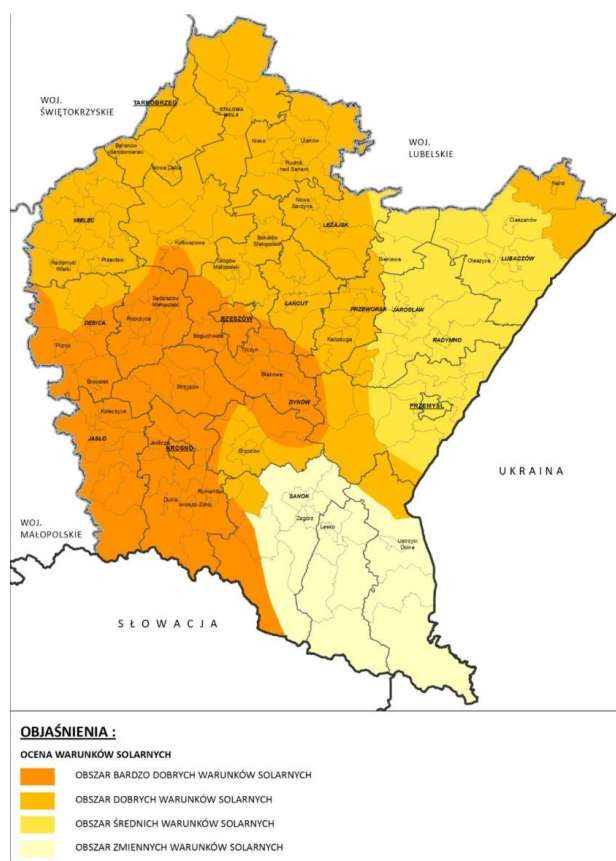 WOJ.
ŚWIĘTOKRZYSKIE
TARNOBRZEG
STALOWA
WOLA
WOJ.
LUBELSKIE
Baranów
Sandomierski
Nowa Dęba
Nisko
Ulanów
Rudnik
nad Sanem
Narol
Cieszanów
MIELEC
Nowa
Sarzyna
LEŻAJSK
Kolbuszowa
Sokołów
Małopolski
Sieniawa
Oleszyce
LUBACZÓW
Radomyśl
Wielki
Przecław
Głogów
Małopolski
Sędziszów
Małopolski
ŁAŃCUT
PRZEWORSK
JAROSŁAW
DĘBICA
Ropczyce
RZESZÓW
Boguchwała
Tyczyn
Kańczuga
RADYMNO
Pilzno
Błażowa
Brzostek
Strzyżów
DYNÓW
PRZEMYŚL
Kołaczyce
JASŁO
Jedlicze
KROSNO
Brzozów
UKRAINA
Dukla
Rymanów
Iwonicz-Zdrój
SANOK
Zagórz
Lesko
Ustrzyki
Dolne
WOJ.
MAŁOPOLSKIE
SŁOWACJA
OBJAŚNIENIA :
OCENA WARUNKÓW SOLARNYCH
OBSZAR BARDZO DOBRYCH WARUNKÓW SOLARNYCH
OBSZAR DOBRYCH WARUNKÓW SOLARNYCH
OBSZAR ŚREDNICH WARUNKÓW SOLARNYCH
OBSZAR ZMIENNYCH WARUNKÓW SOLARNYCH